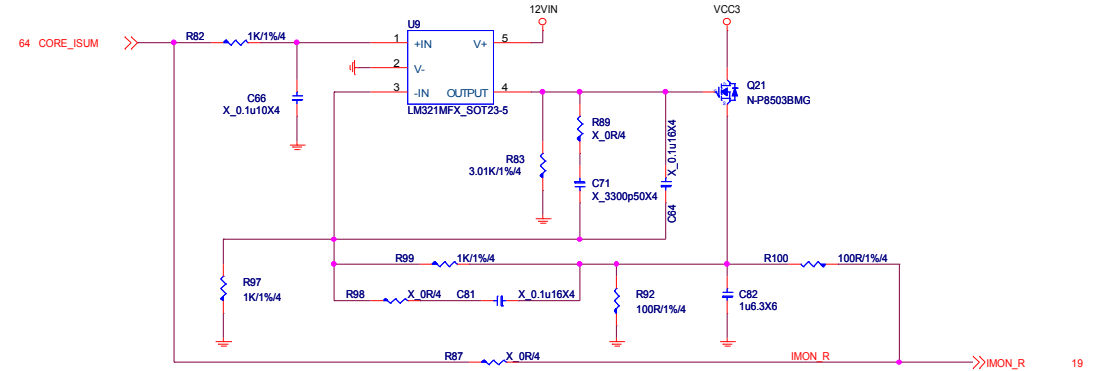 12VIN
VCC3
64 CORE_ISUM
R82
1K/1%/4
U9
1
+IN
V+
5
2
V-
3
-IN
OUTPUT
4
LM321MFX_SOT23-5
C66
X_0.1u10X4
Q21
N-P8503BMG
R89
X_0R/4
X_0.1u16X4
R83
3.01K/1%/4
C71
X_3300p50X4
C64
R99
1K/1%/4
R100
100R/1%/4
R97
1K/1%/4
R98
X_0R/4
C81
X_0.1u16X4
R92
100R/1%/4
C82
1u6.3X6
R87
X_0R/4
IMON_R
IMON_R
19